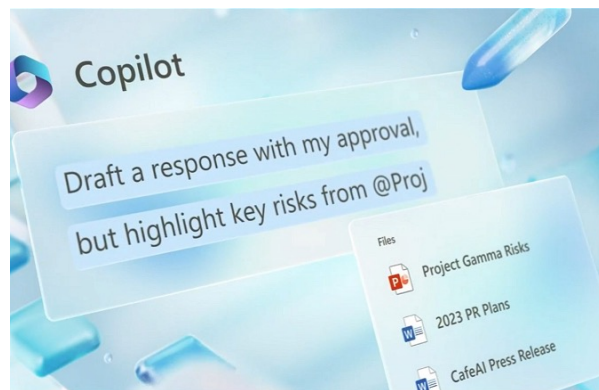 Copilot
Draft a response with my approval,
but highlight key risks from @Proj
Files
Project Gamma Risks
2023 PR Plans
CafeAI Press Release